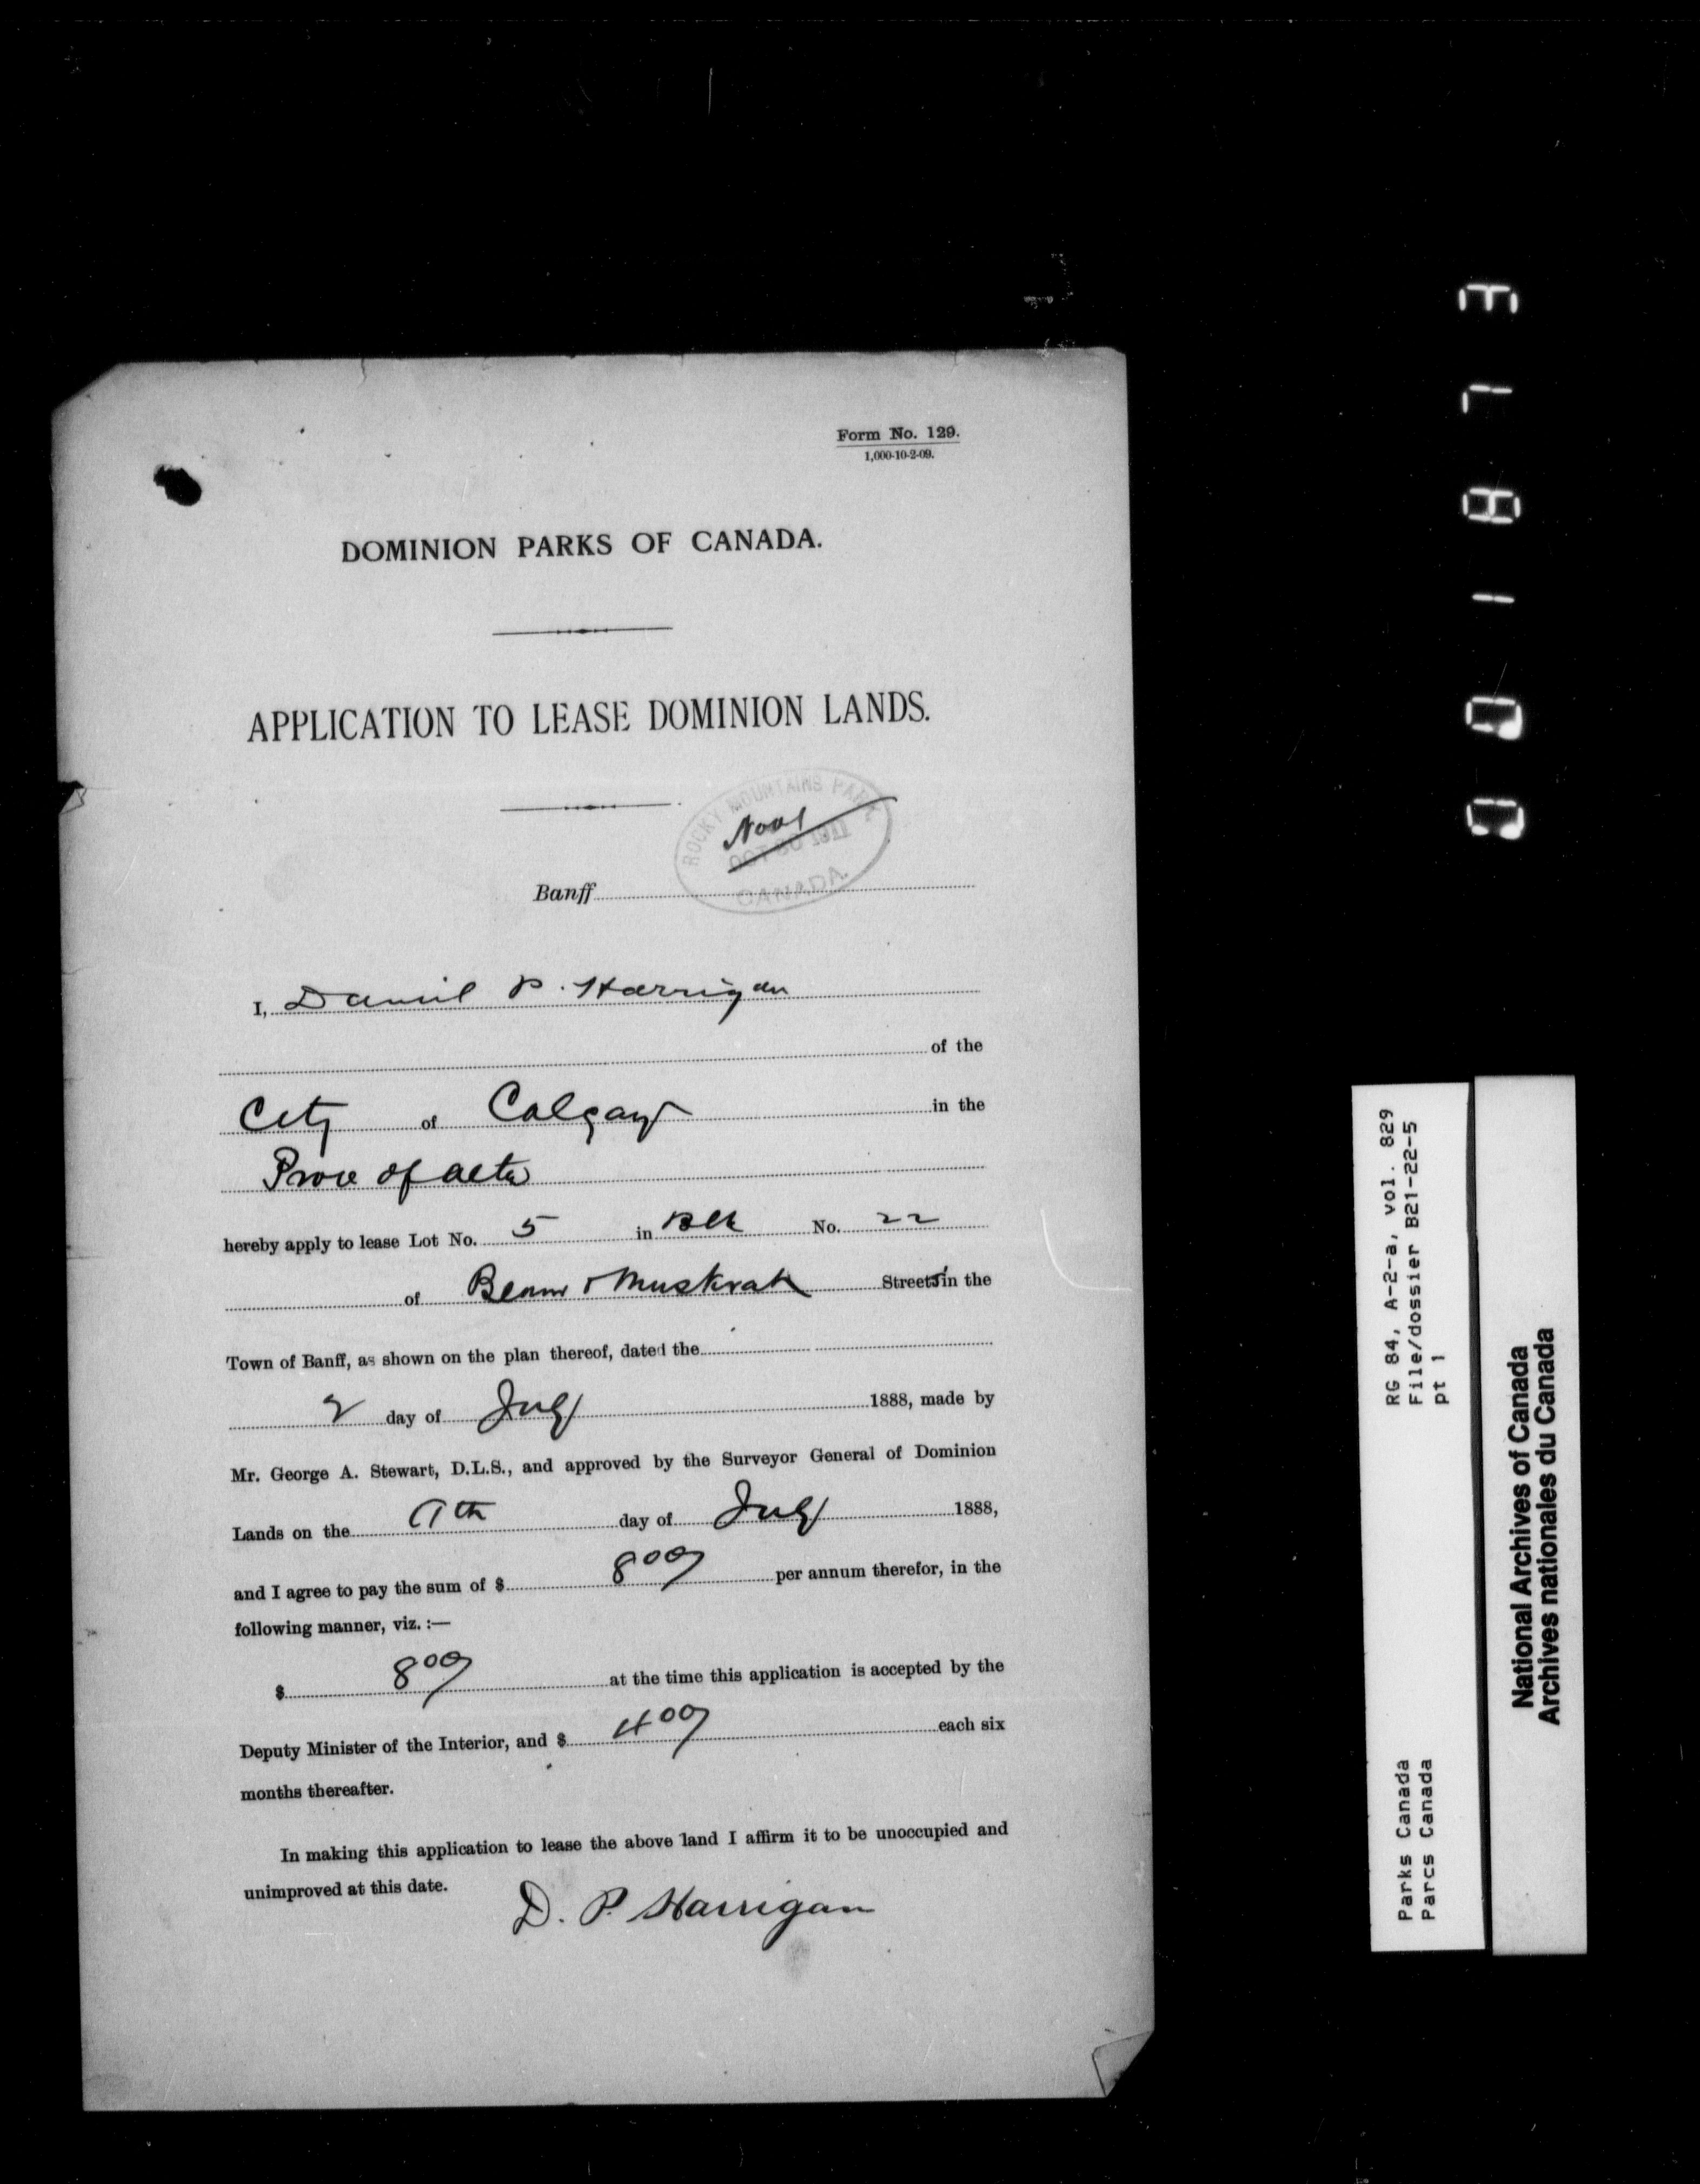 Form No. 129.
1,000-10-2-09.
DOMINION PARKS OF CANADA.
APPLICATION TO LEASE DOMINION LANDS.
ROCKY MOUNTAINS PARK
OCT 30 1911
CANADA.
Banff
I, Daniel P. Harrigan
of the
City of Calgary in the
Prov of Alta
hereby apply to lease Lot No. 5 in Blk No. 22
of Beaver & Muskrat Streets in the
Town of Banff, as shown on the plan thereof, dated the
2 day of July 1888, made by
Mr. George A. Stewart, D.L.S., and approved by the Surveyor General of Dominion
Lands on the 9th day of July 1888,
and I agree to pay the sum of $ 8 00 per annum therefor, in the
following manner, viz. :—
$ 8 00 at the time this application is accepted by the
Deputy Minister of the Interior, and $ 4 00 each six
months thereafter.
In making this application to lease the above land I affirm it to be unoccupied and
unimproved at this date.
D. P. Harrigan
RG 84, A-2-a, vol. 829
File/dossier B21-22-5
pt 1
Parks Canada
Parcs Canada
National Archives of Canada
Archives nationales du Canada